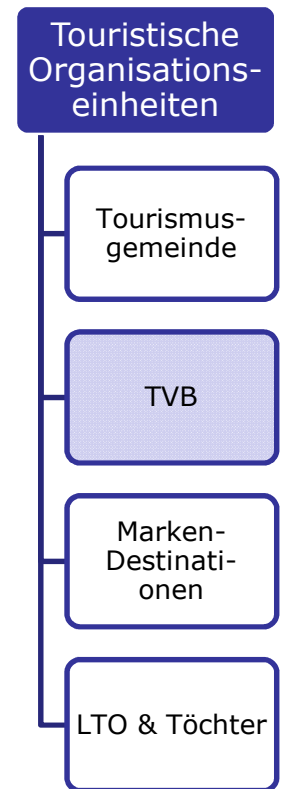 Touristische
Organisations-
einheiten
Tourismus-
gemeinde
TVB
Marken-
Destinati-
onen
LTO & Töchter